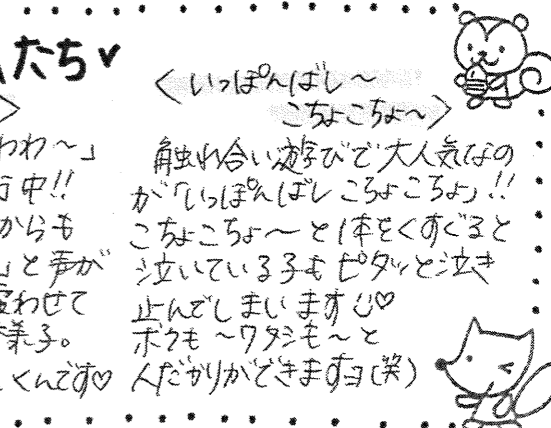 たち♥
＜いっぽんばし～
こちょこちょ～＞
触れ合い遊びで大人気なの
が「いっぽんばし こちょこちょ」!!
こちょこちょ～と体をくすぐると
泣いている子もピタッと泣き
止んでしまいます☺♡
ボクも～ワタシも～と
人だかりができますヨ(笑)
＞
わわ～」
中!!
からも
」と声が
変わせて
様子。
くんです♡